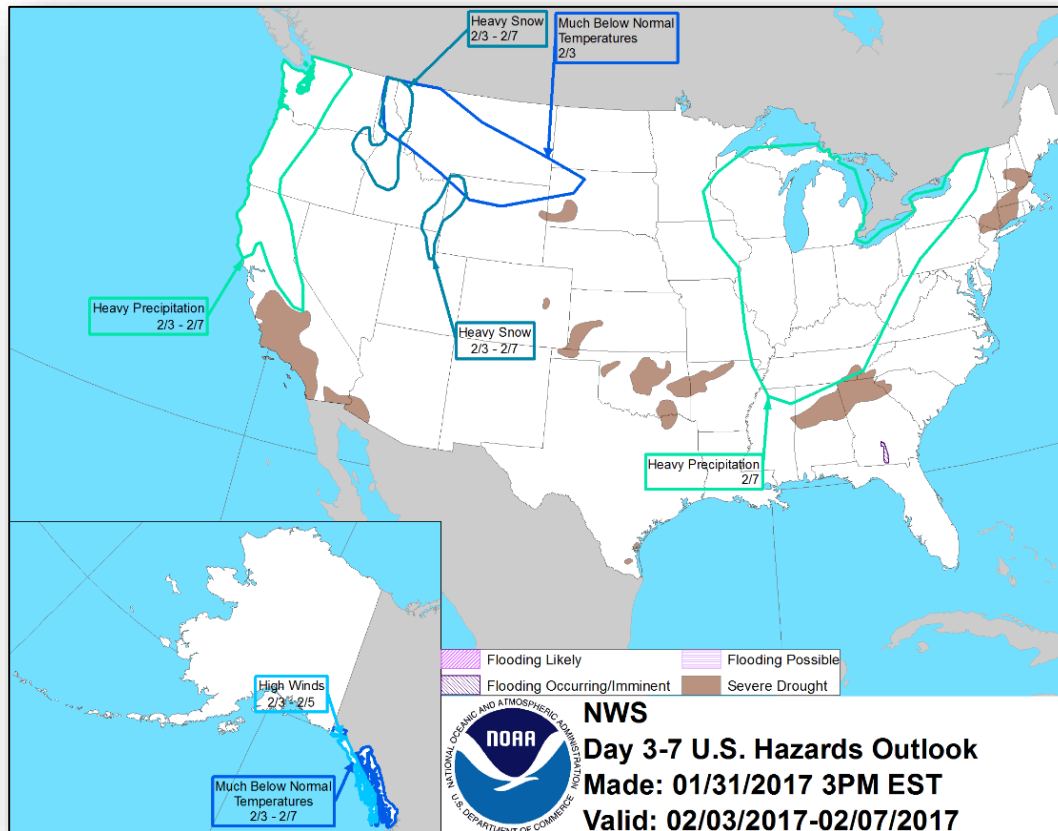 Heavy Snow
2/3 - 2/7
Much Below Normal
Temperatures
2/3
Heavy Precipitation
2/3 - 2/7
Heavy Snow
2/3 - 2/7
Heavy Precipitation
2/7
High Winds
2/3 - 2/5
Much Below Normal
Temperatures
2/3 - 2/7
Flooding Likely
Flooding Possible
Flooding Occurring/Imminent
Severe Drought
NATIONAL OCEANIC AND ATMOSPHERIC ADMINISTRATION
NOAA
U.S. DEPARTMENT OF COMMERCE
NWS
Day 3-7 U.S. Hazards Outlook
Made: 01/31/2017 3PM EST
Valid: 02/03/2017-02/07/2017